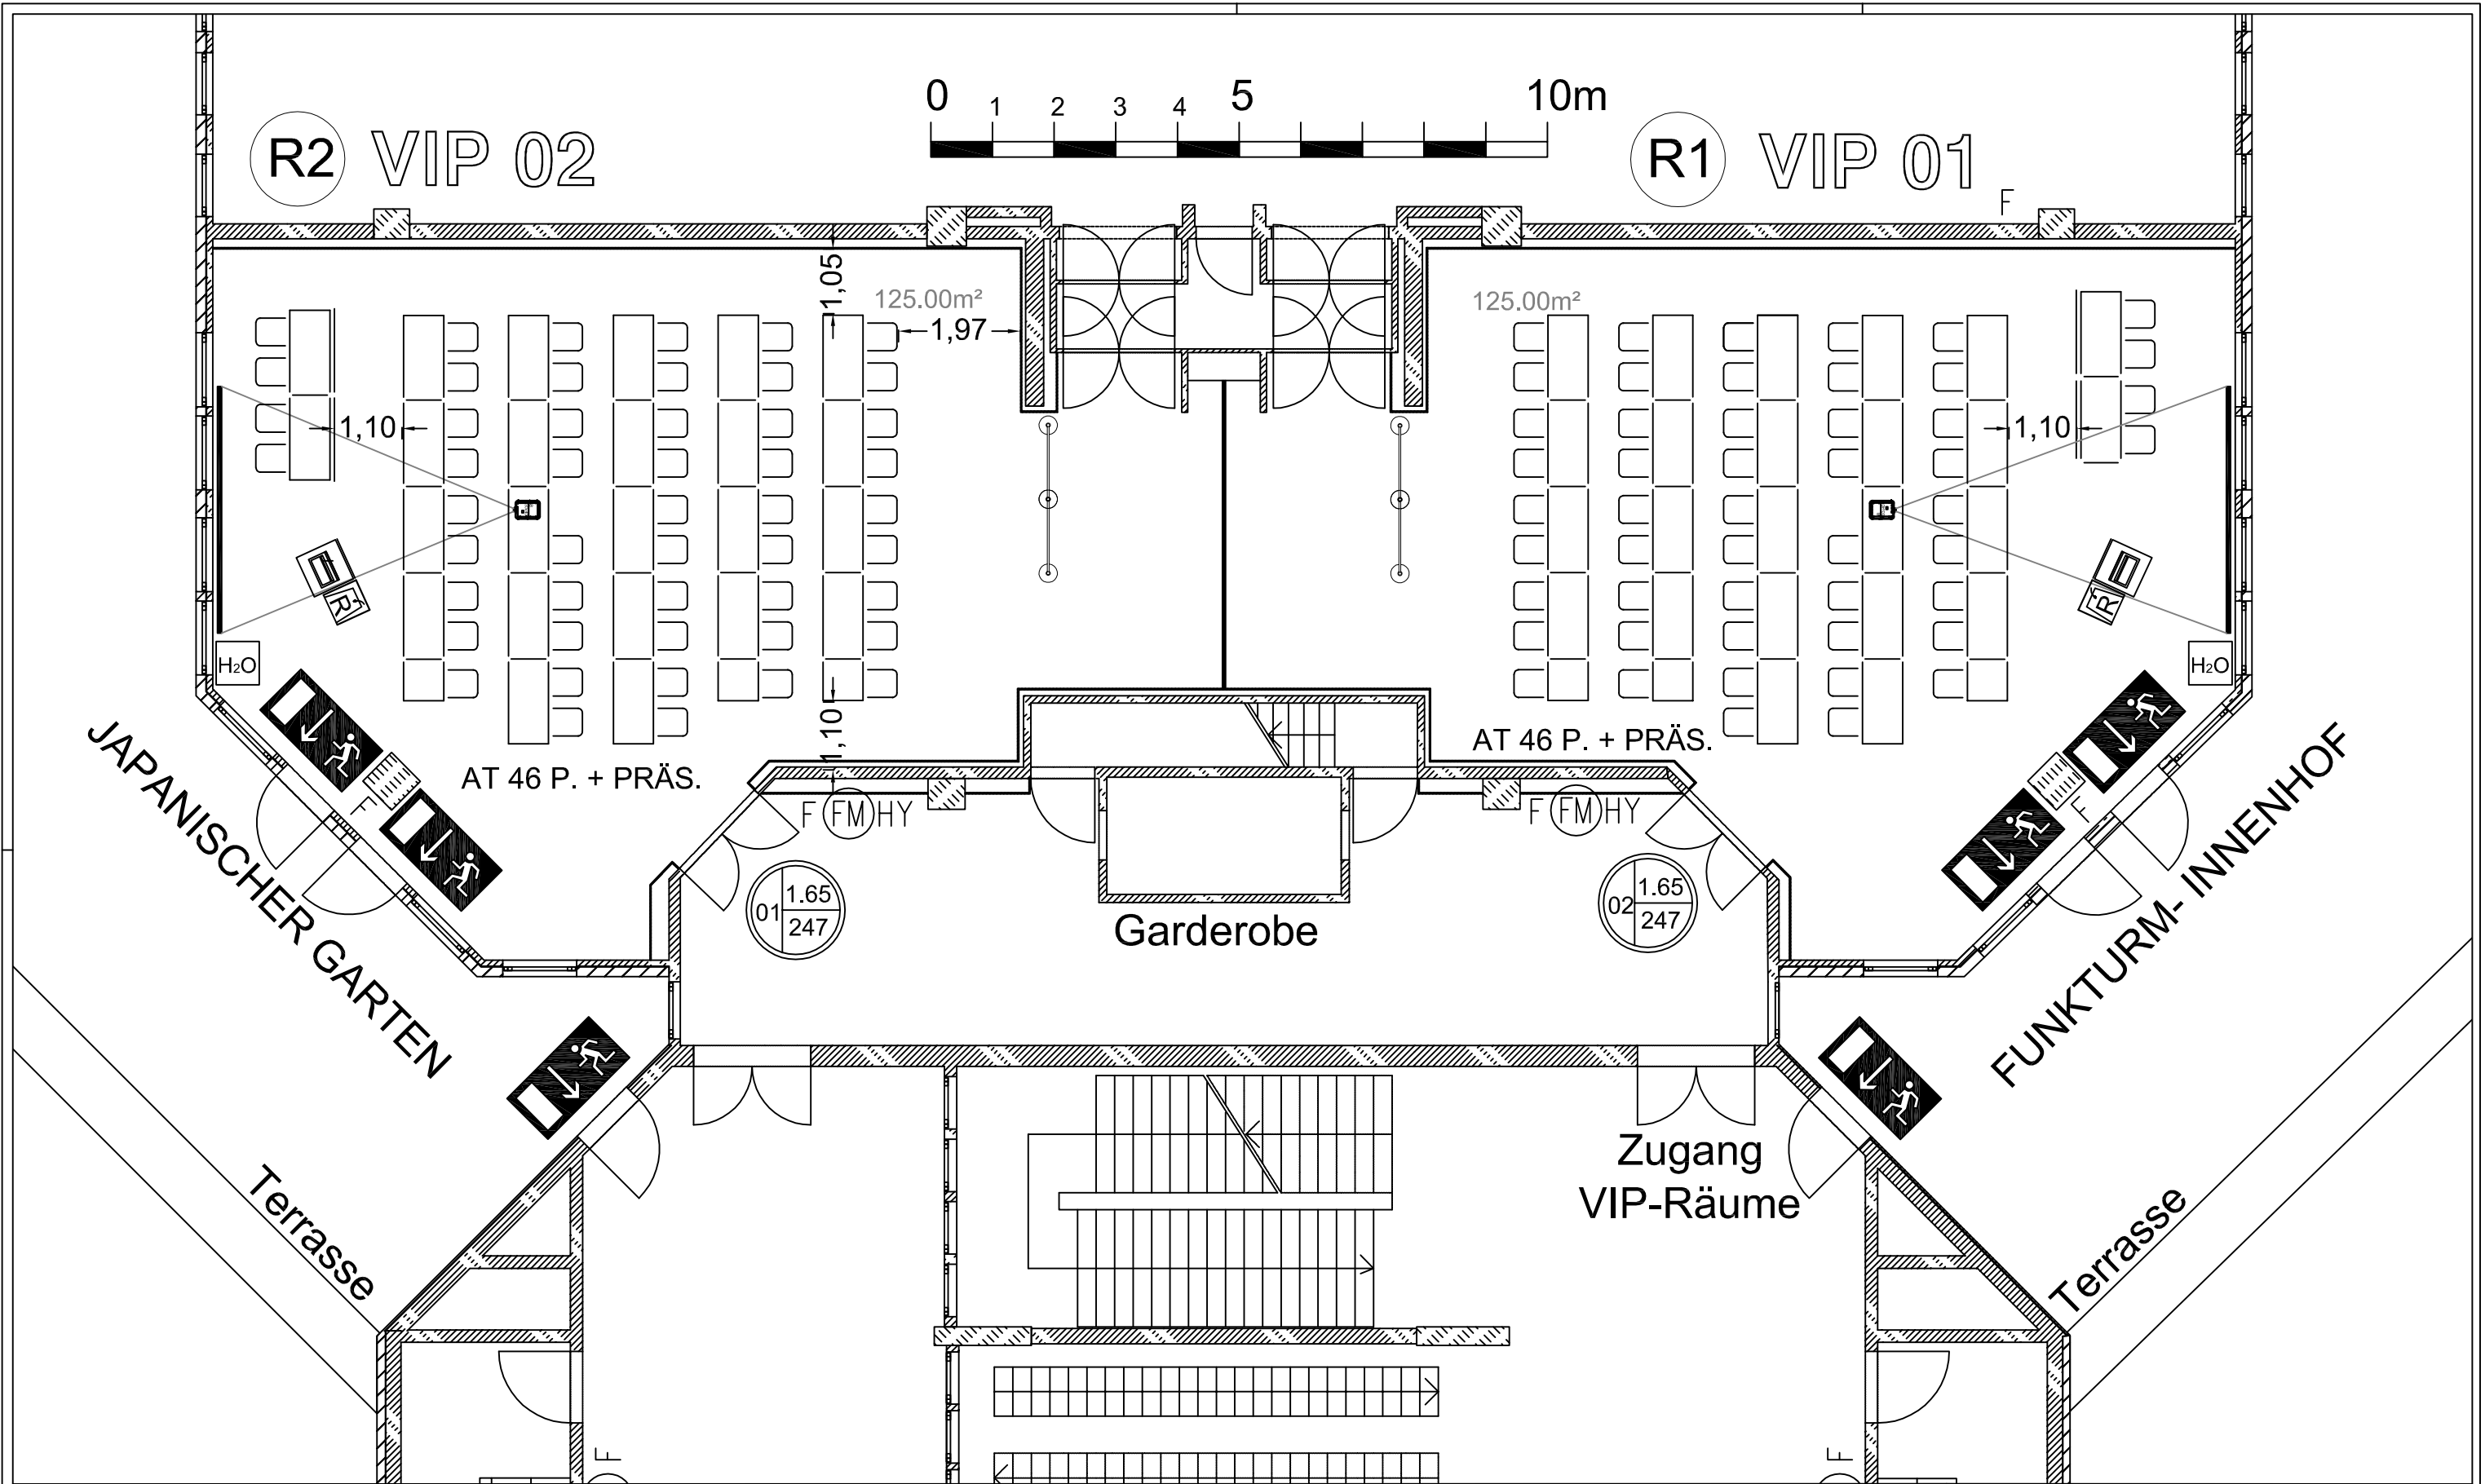 0 1 2 3 4 5 10m
R2 VIP 02
R1 VIP 01
F
1,05
125.00m²
125.00m²
1,97
1,10
1,10
R
R
H₂O
H₂O
1,10
AT 46 P. + PRÄS.
AT 46 P. + PRÄS.
F
F
F FM HY
F FM HY
JAPANISCHER GARTEN
FUNKTURM- INNENHOF
01 1.65
247
02 1.65
247
Garderobe
Zugang
VIP-Räume
Terrasse
Terrasse
F
F